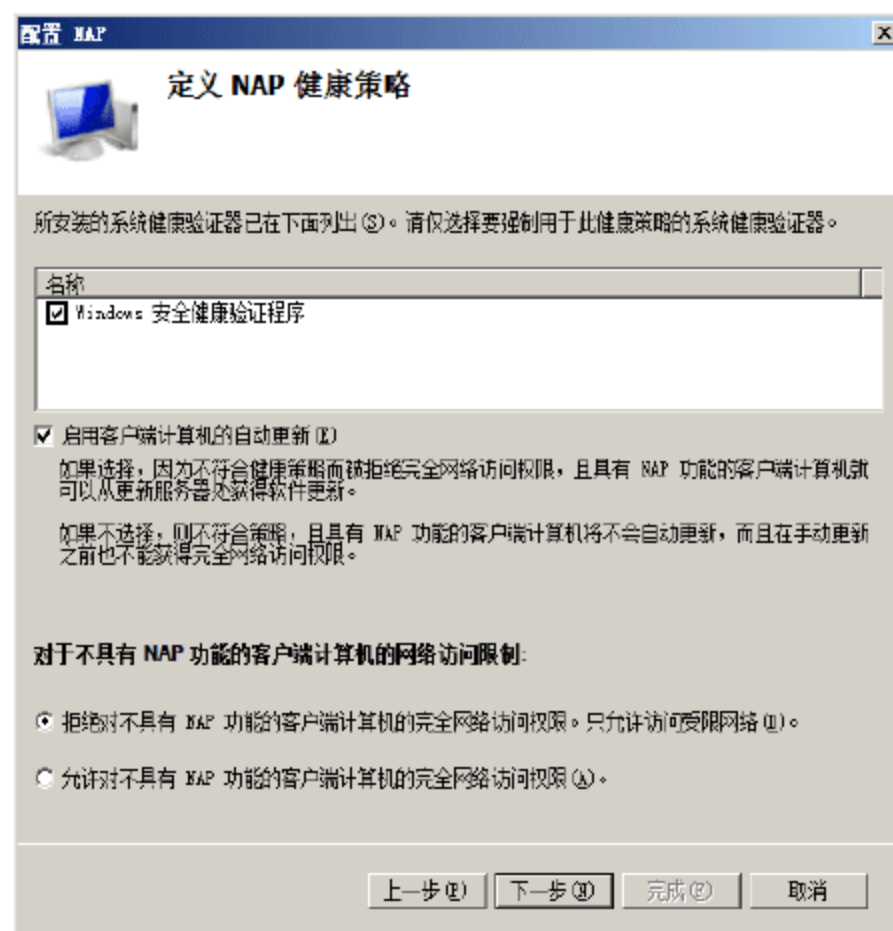 配置 NAP
定义 NAP 健康策略
所安装的系统健康验证器已在下面列出(S)。请仅选择要强制用于此健康策略的系统健康验证器。
名称
Windows 安全健康验证程序
启用客户端计算机的自动更新(E)
如果选择，因为不符合健康策略而被拒绝完全网络访问权限，且具有 NAP 功能的客户端计算机就
可以从更新服务器处获得软件更新。
如果不选择，则不符合策略，且具有 NAP 功能的客户端计算机将不会自动更新，而且在手动更新
之前也不能获得完全网络访问权限。
对于不具有 NAP 功能的客户端计算机的网络访问限制:
拒绝对不具有 NAP 功能的客户端计算机的完全网络访问权限。只允许访问受限网络(D)。
允许对不具有 NAP 功能的客户端计算机的完全网络访问权限(A)。
上一步(P) 下一步(N) 完成(F) 取消